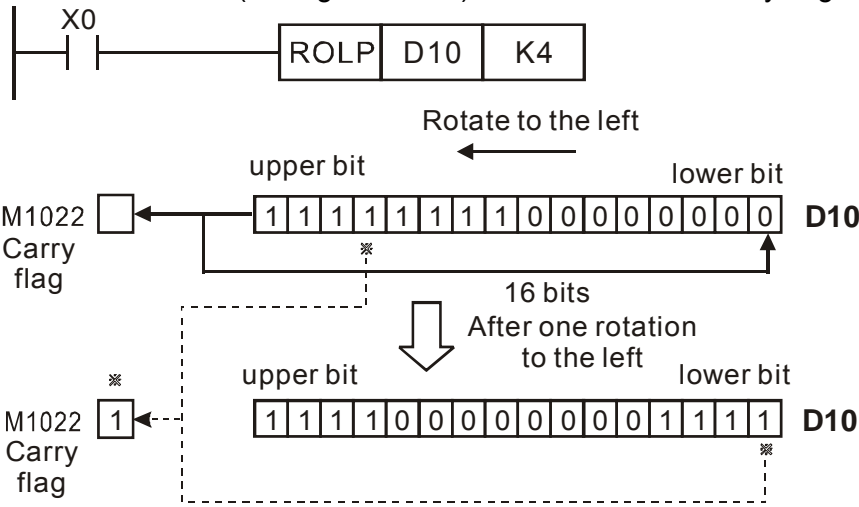 X0
ROLP D10 K4
Rotate to the left
upper bit lower bit
M1022 1 1 1 1 1 1 1 1 0 0 0 0 0 0 0 0 D10
Carry
flag
※
16 bits
After one rotation
to the left
※
upper bit lower bit
M1022 1 1 1 1 1 0 0 0 0 0 0 0 0 1 1 1 1 D10
Carry
flag
※